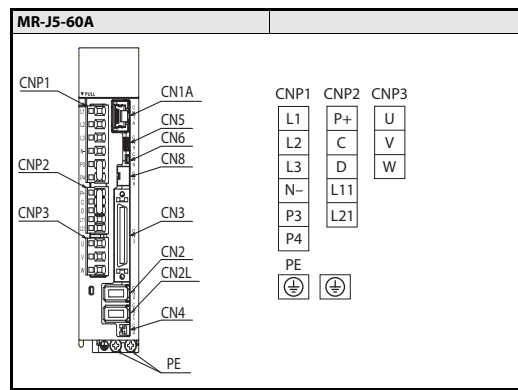 MR-J5-60A
▼PULL
CNP1
CNP2
CNP3
CN1A
CN5
CN6
CN8
CN3
CN2
CN2L
CN4
PE
CNP1 CNP2 CNP3
L1 P+ U
L2 C V
L3 D W
N− L11
P3 L21
P4
PE